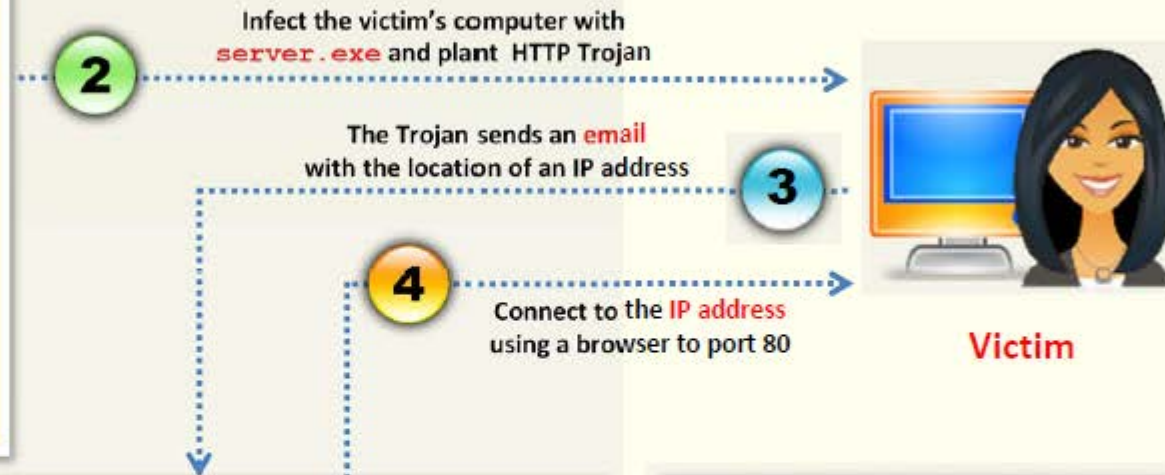 2
Infect the victim's computer with
server.exe and plant HTTP Trojan
The Trojan sends an email
with the location of an IP address
3
4
Connect to the IP address
using a browser to port 80
Victim